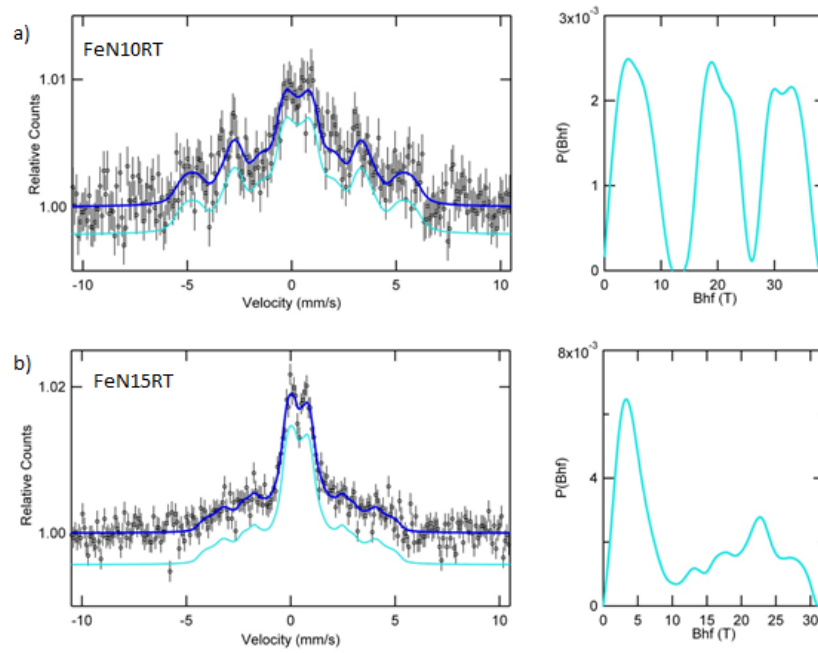 a)
FeN10RT
1.01
1.00
Relative Counts
-10
-5
0
5
10
Velocity (mm/s)
3x10⁻³
2
1
0
P(Bhf)
0
10
20
30
Bhf (T)
b)
FeN15RT
1.02
1.00
Relative Counts
-10
-5
0
5
10
Velocity (mm/s)
8x10⁻³
4
0
P(Bhf)
0
5
10
15
20
25
30
Bhf (T)